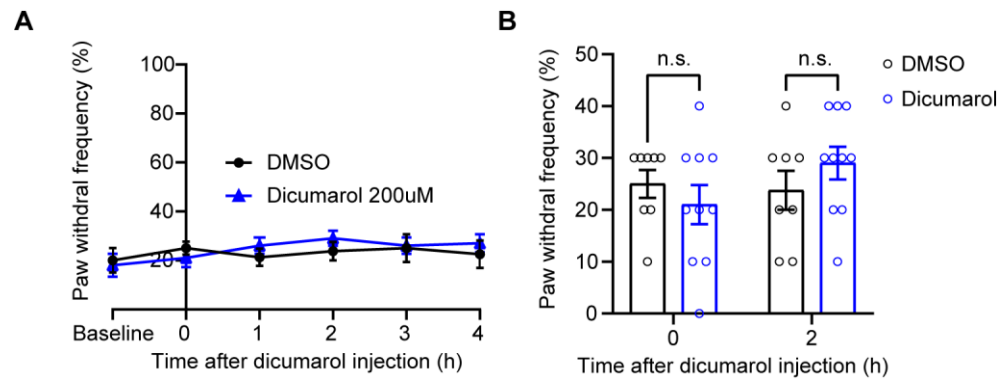 A
Paw withdral frequency (%)
100
80
60
40
20
DMSO
Dicumarol 200uM
Baseline 0 1 2 3 4
Time after dicumarol injection (h)
B
Paw withdral frequency (%)
50
40
30
20
10
0
n.s. n.s.
DMSO
Dicumarol
0 2
Time after dicumarol injection (h)